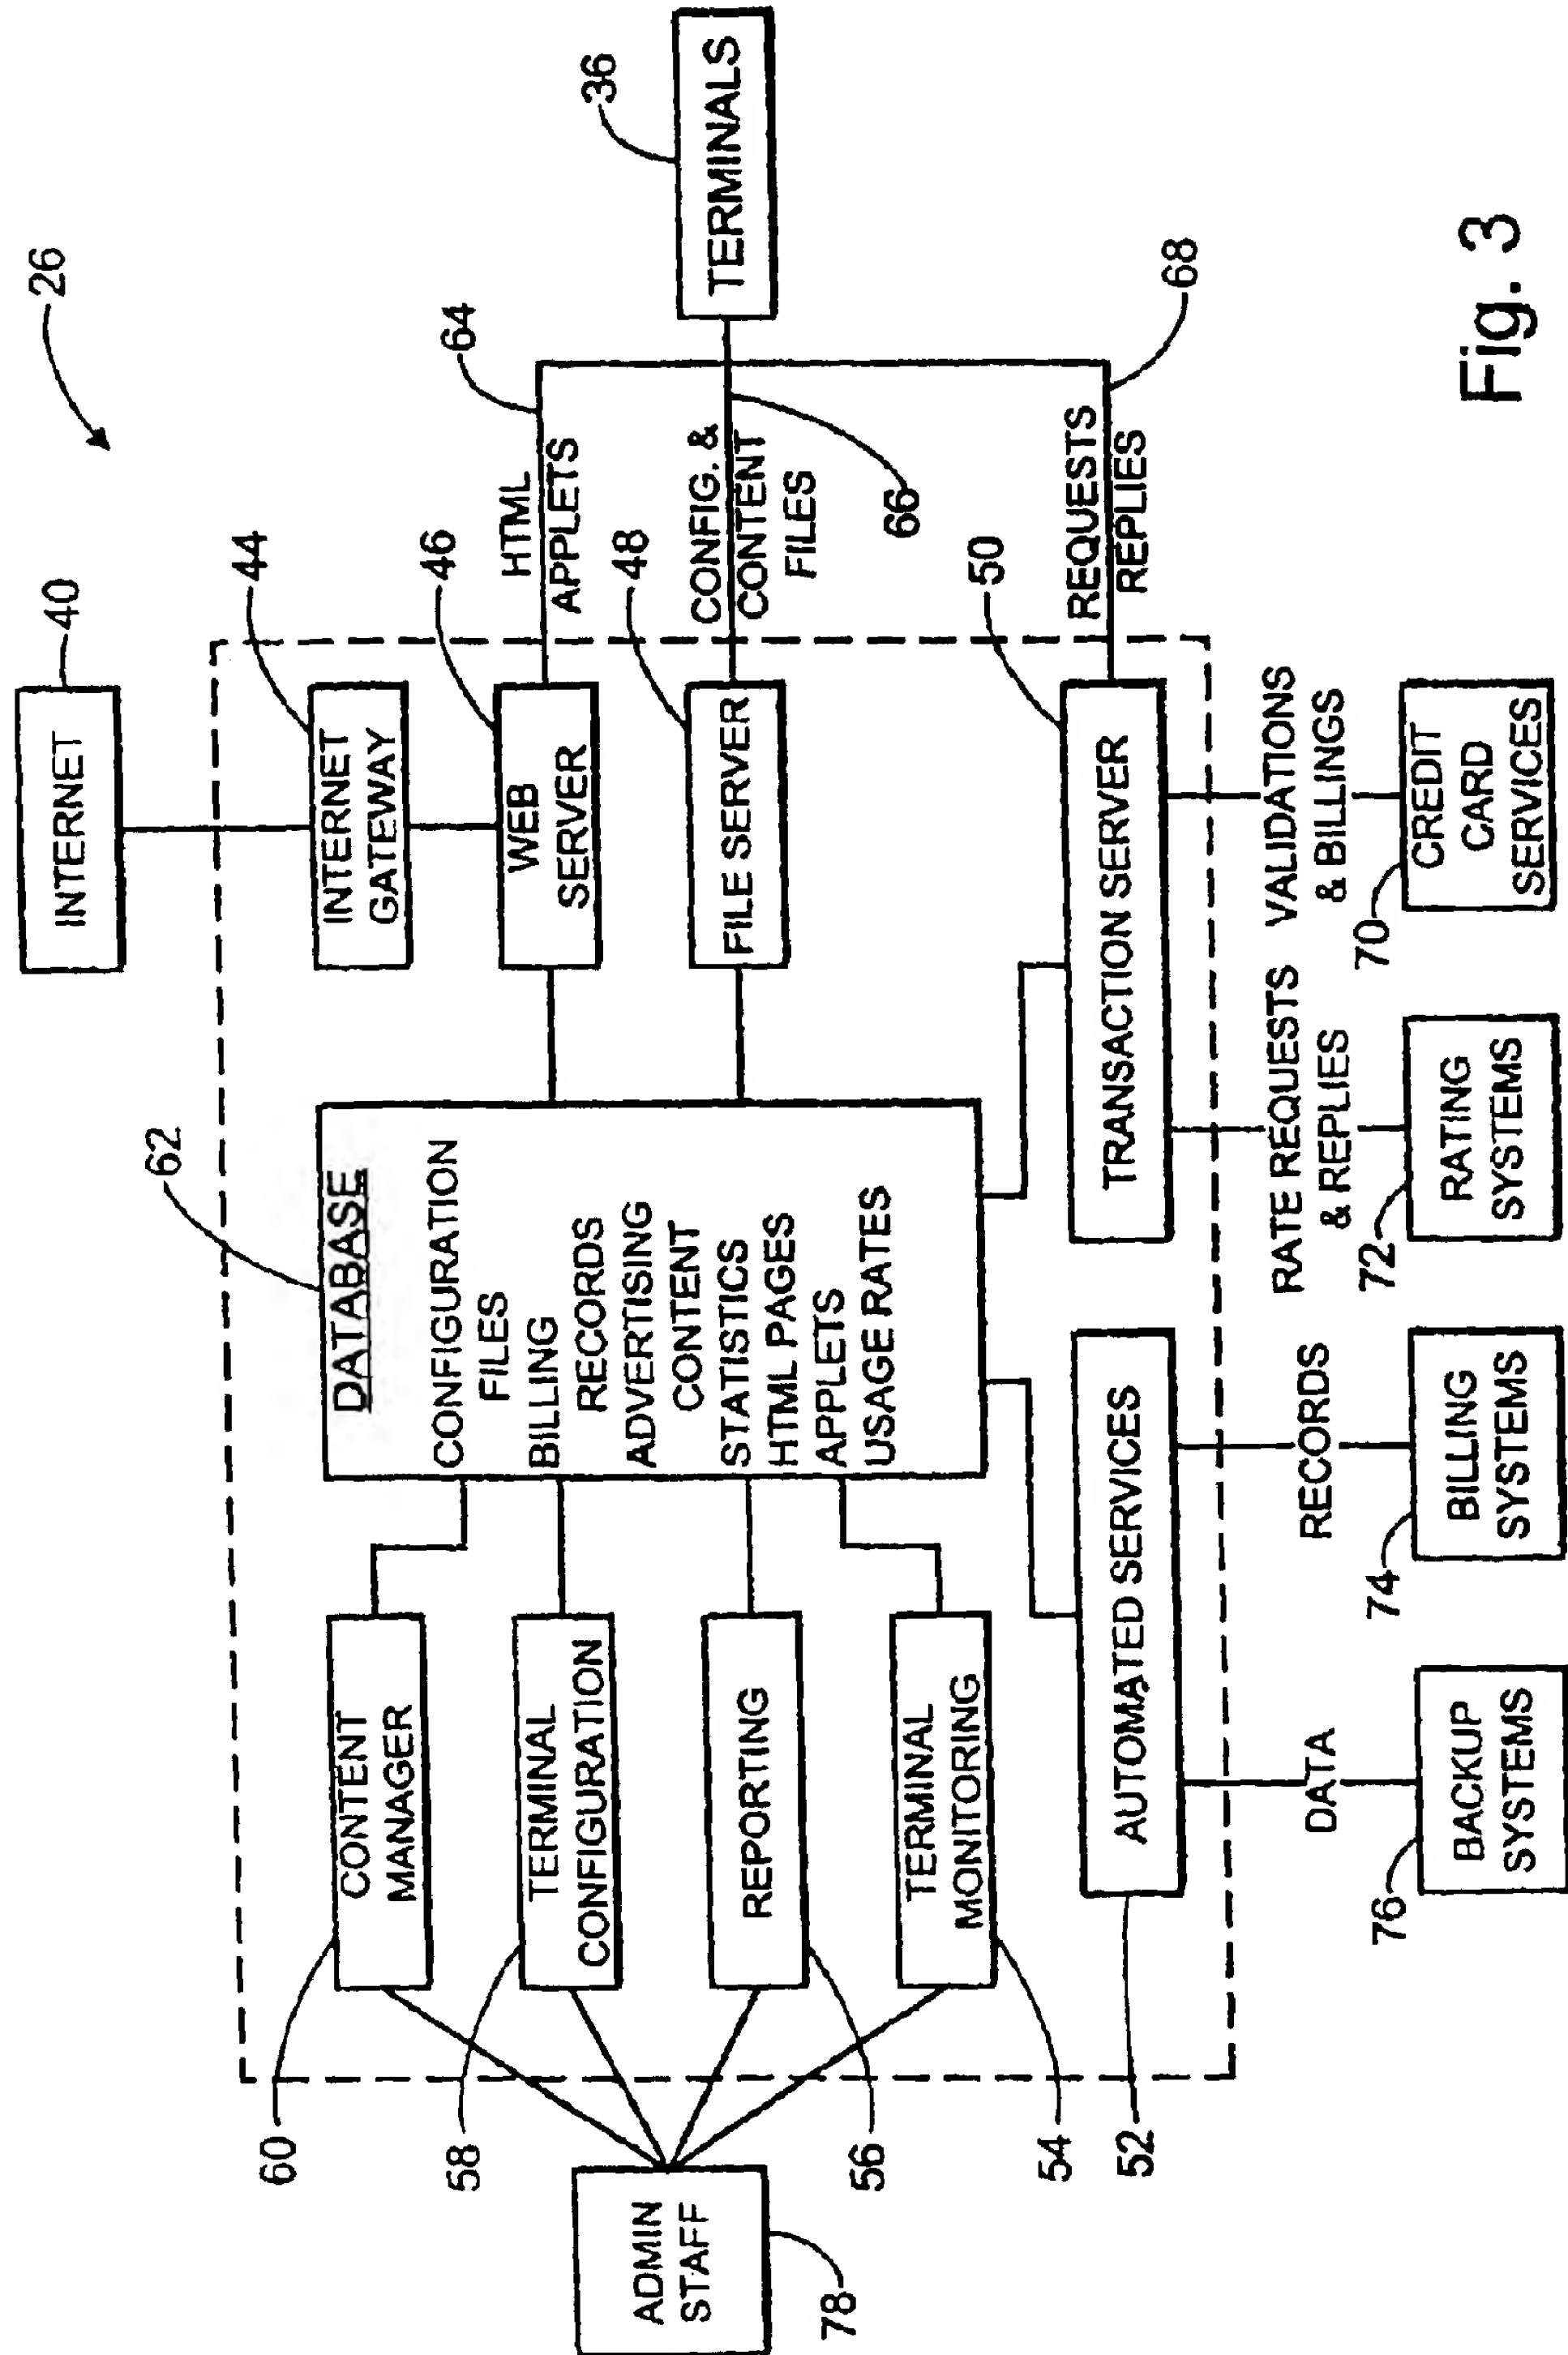 26
40
INTERNET
44
INTERNET
GATEWAY
62
DATABASE
CONFIGURATION
FILES
BILLING
RECORDS
ADVERTISING
CONTENT
STATISTICS
HTML PAGES
APPLETS
USAGE RATES
60
CONTENT
MANAGER
58
TERMINAL
CONFIGURATION
56
REPORTING
54
TERMINAL
MONITORING
78
ADMIN
STAFF
46
WEB
SERVER
64
HTML
APPLETS
48
FILE SERVER
CONFIG. &
CONTENT
FILES
66
36
TERMINALS
50
TRANSACTION SERVER
REQUESTS
REPLIES
68
52
AUTOMATED SERVICES
DATA
RECORDS
RATE REQUESTS
& REPLIES
VALIDATIONS
& BILLINGS
76
BACKUP
SYSTEMS
74
BILLING
SYSTEMS
72
RATING
SYSTEMS
70
CREDIT
CARD
SERVICES
Fig. 3